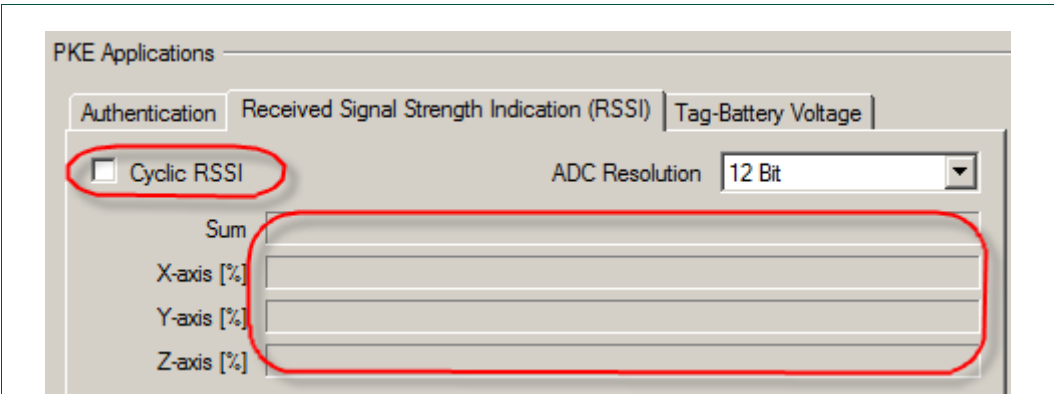 PKE Applications
Authentication Received Signal Strength Indication (RSSI) Tag-Battery Voltage
Cyclic RSSI ADC Resolution 12 Bit
Sum
X-axis [%]
Y-axis [%]
Z-axis [%]